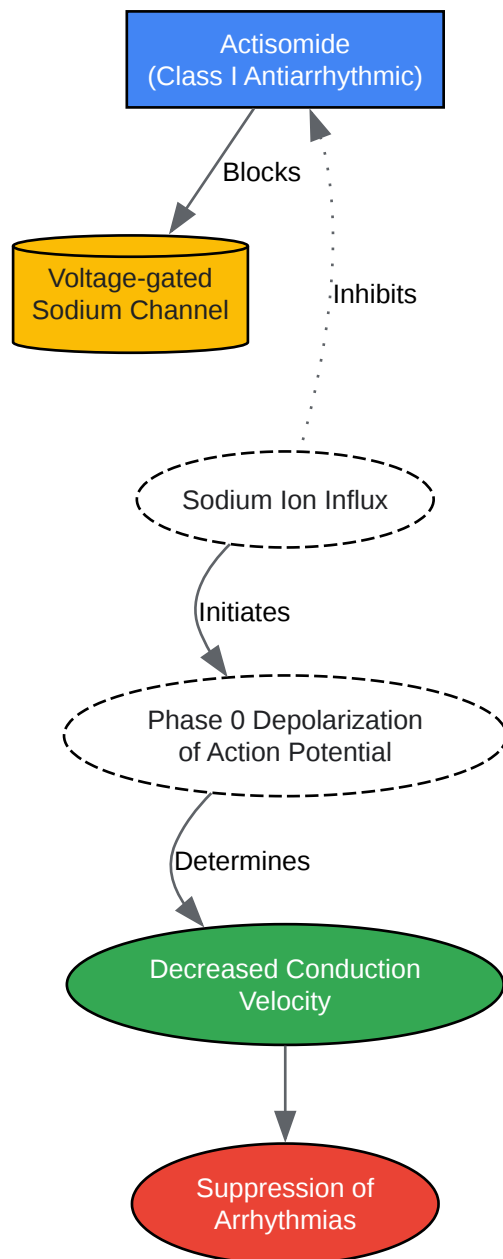 Actisomide
(Class I Antiarrhythmic)
Blocks
Voltage-gated
Sodium Channel
Inhibits
Sodium Ion Influx
Initiates
Phase 0 Depolarization
of Action Potential
Determines
Decreased Conduction
Velocity
Suppression of
Arrhythmias